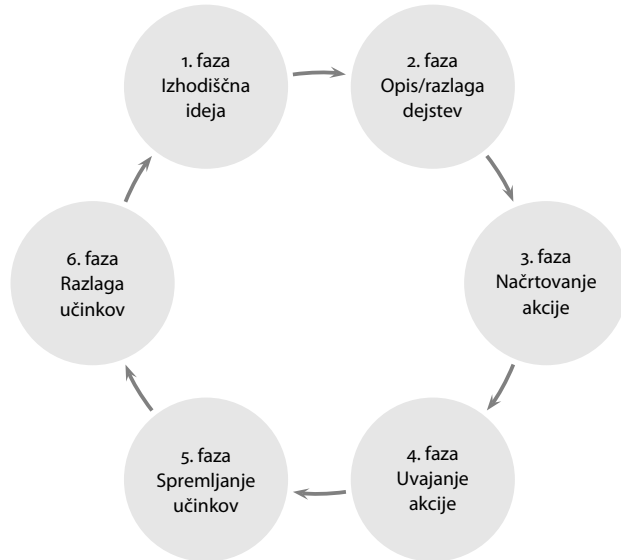 1. faza
Izhodiščna
ideja
2. faza
Opis/razlaga
dejstev
3. faza
Načrtovanje
akcije
4. faza
Uvajanje
akcije
5. faza
Spremljanje
učinkov
6. faza
Razlaga
učinkov